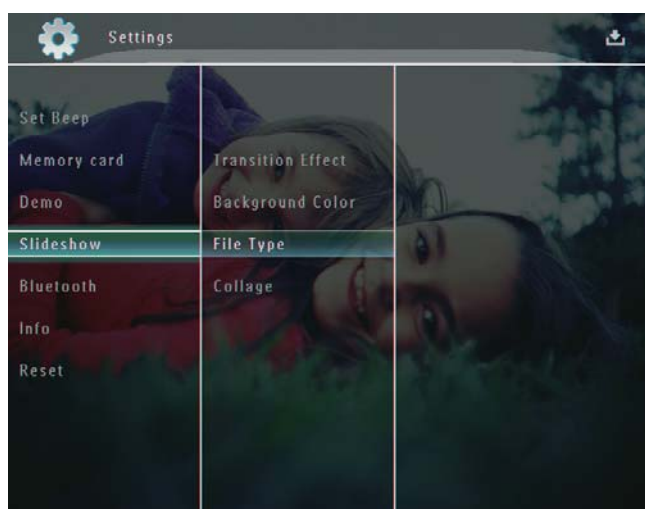 Settings
Set Beep
Memory card
Demo
Slideshow
Bluetooth
Info
Reset
Transition Effect
Background Color
File Type
Collage